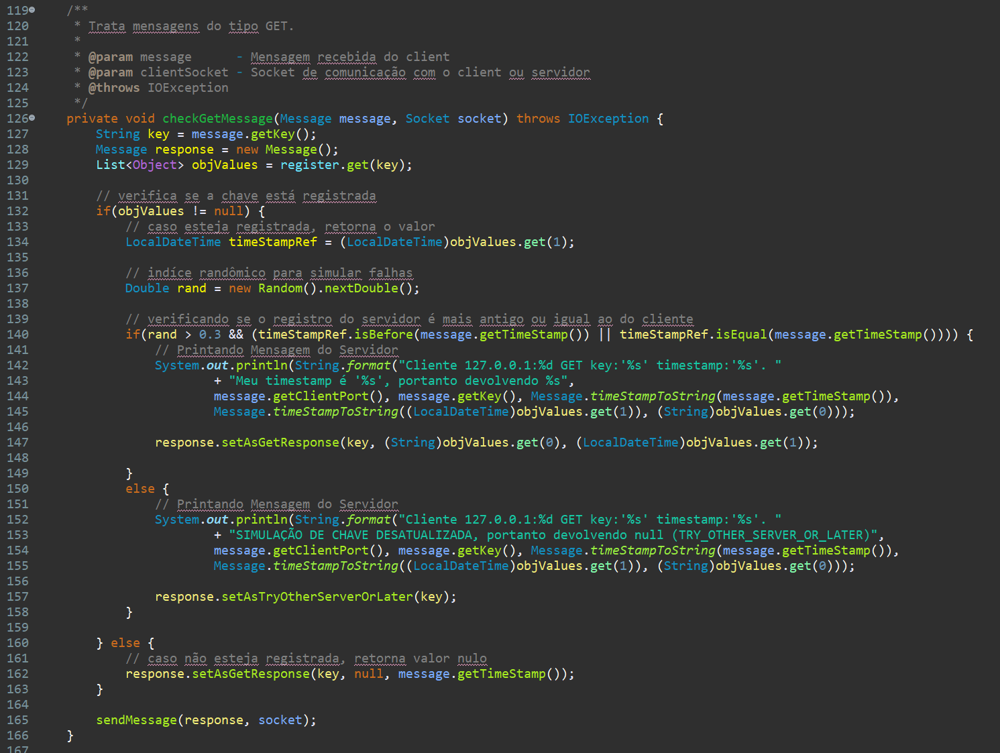 119 /**
120 * Trata mensagens do tipo GET.
121 *
122 * @param message      - Mensagem recebida do client
123 * @param clientSocket - Socket de comunicação com o client ou servidor
124 * @throws IOException
125 */
126 private void checkGetMessage(Message message, Socket socket) throws IOException {
127 String key = message.getKey();
128 Message response = new Message();
129 List<Object> objValues = register.get(key);
130
131 // verifica se a chave está registrada
132 if(objValues != null) {
133 // caso esteja registrada, retorna o valor
134 LocalDateTime timeStampRef = (LocalDateTime)objValues.get(1);
135
136 // indíce randômico para simular falhas
137 Double rand = new Random().nextDouble();
138
139 // verificando se o registro do servidor é mais antigo ou igual ao do cliente
140 if(rand > 0.3 && (timeStampRef.isBefore(message.getTimeStamp()) || timeStampRef.isEqual(message.getTimeStamp()))) {
141 // Printando Mensagem do Servidor
142 System.out.println(String.format("Cliente 127.0.0.1:%d GET key:'%s' timestamp:'%s'. "
143 + "Meu timestamp é '%s', portanto devolvendo %s",
144 message.getClientPort(), message.getKey(), Message.timeStampToString(message.getTimeStamp()),
145 Message.timeStampToString((LocalDateTime)objValues.get(1)), (String)objValues.get(0)));
146
147 response.setAsGetResponse(key, (String)objValues.get(0), (LocalDateTime)objValues.get(1));
148
149 }
150 else {
151 // Printando Mensagem do Servidor
152 System.out.println(String.format("Cliente 127.0.0.1:%d GET key:'%s' timestamp:'%s'. "
153 + "SIMULAÇÃO DE CHAVE DESATUALIZADA, portanto devolvendo null (TRY_OTHER_SERVER_OR_LATER)",
154 message.getClientPort(), message.getKey(), Message.timeStampToString(message.getTimeStamp()),
155 Message.timeStampToString((LocalDateTime)objValues.get(1)), (String)objValues.get(0)));
156
157 response.setAsTryOtherServerOrLater(key);
158 }
159
160 } else {
161 // caso não esteja registrada, retorna valor nulo
162 response.setAsGetResponse(key, null, message.getTimeStamp());
163 }
164
165 sendMessage(response, socket);
166 }
167